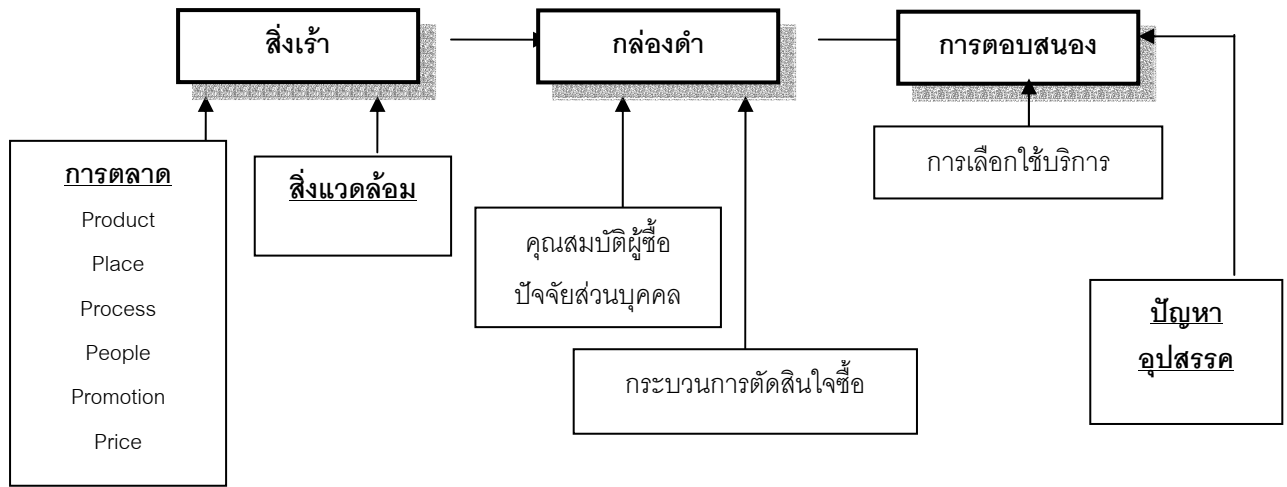 สิ่งเร้า
กล่องดำ
การตอบสนอง
การตลาด
Product
Place
Process
People
Promotion
Price
สิ่งแวดล้อม
คุณสมบัติผู้ซื้อ
ปัจจัยส่วนบุคคล
กระบวนการตัดสินใจซื้อ
การเลือกใช้บริการ
ปัญหา
อุปสรรค